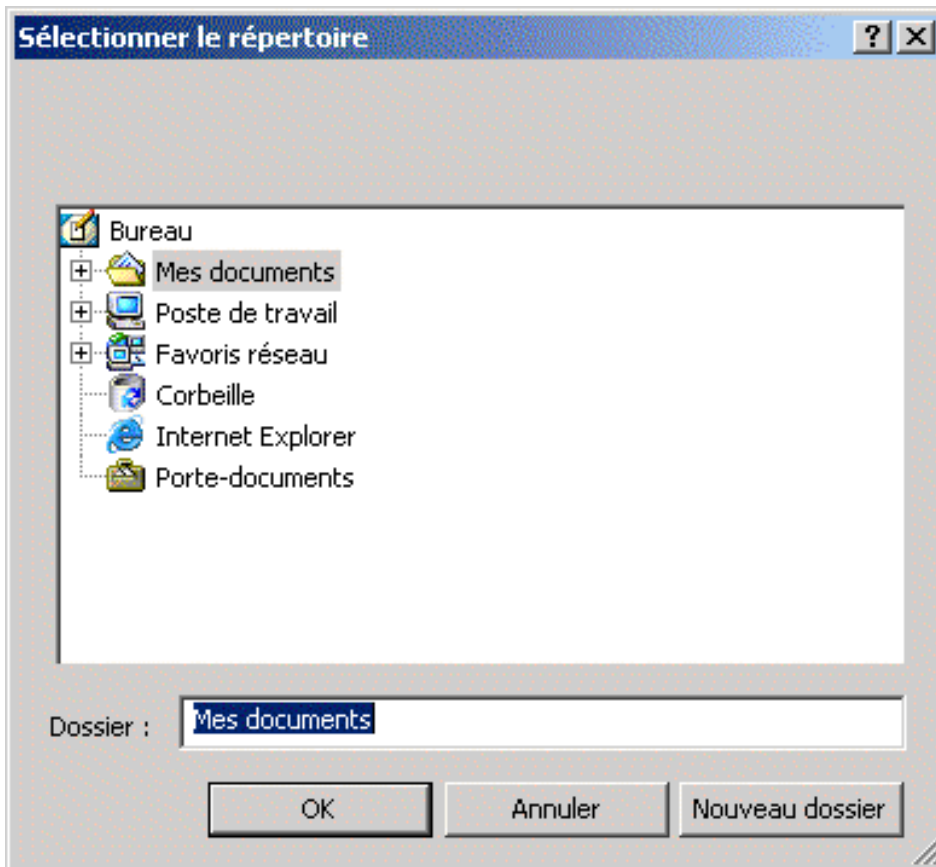 Sélectionner le répertoire
Bureau
Mes documents
Poste de travail
Favoris réseau
Corbeille
Internet Explorer
Porte-documents
Dossier : Mes documents
OK Annuler Nouveau dossier